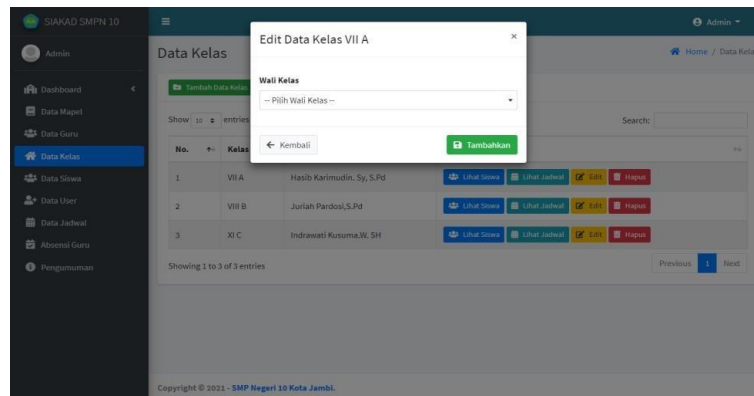 SIAKAD SMPN 10
Admin
Admin
Dashboard
Data Mapel
Data Guru
Data Kelas
Data Siswa
Data User
Data Jadwal
Absensi Guru
Pengumuman
Data Kelas
Home / Data Kela
Tambah Data Kelas
Show 10 entries
Search:
No. Kelas
1 VII A Hasib Karimudin. Sy, S.Pd Lihat Siswa Lihat Jadwal Edit Hapus
2 VIII B Juriah Pardosi,S.Pd Lihat Siswa Lihat Jadwal Edit Hapus
3 XI C Indrawati Kusuma.W. SH Lihat Siswa Lihat Jadwal Edit Hapus
Showing 1 to 3 of 3 entries
Previous 1 Next
Edit Data Kelas VII A ×
Wali Kelas
-- Pilih Wali Kelas --
Kembali
Tambahkan
Copyright © 2021 - SMP Negeri 10 Kota Jambi.